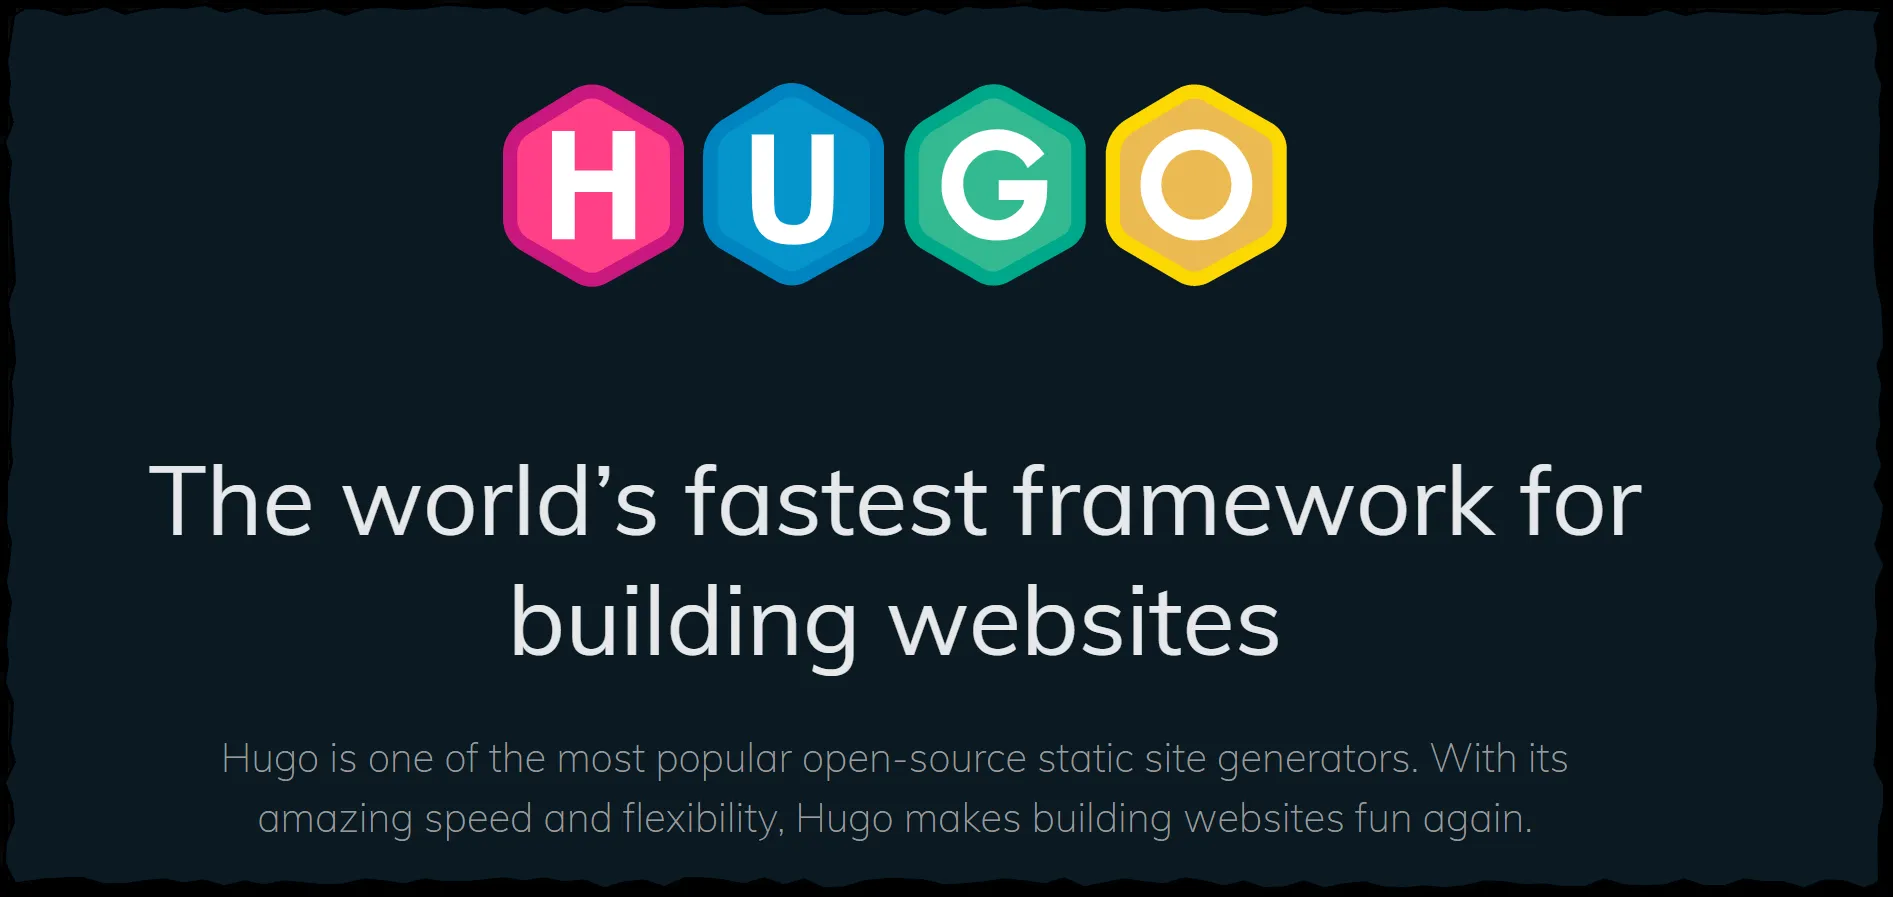 HUGO
The world’s fastest framework for
building websites
Hugo is one of the most popular open-source static site generators. With its
amazing speed and flexibility, Hugo makes building websites fun again.